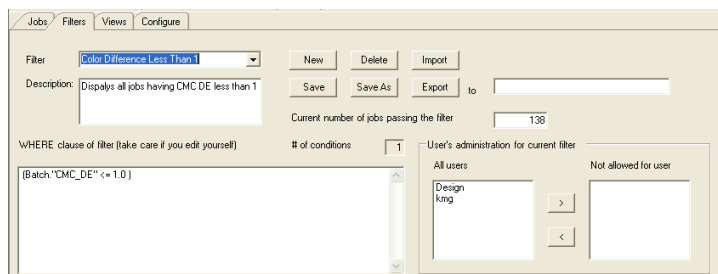 Jobs Filters Views Configure
Filter Color Difference Less Than 1 New Delete Import
Description: Dispalys all jobs having CMC DE less than 1 Save Save As Export to
Current number of jobs passing the filter 138
WHERE clause of filter (take care if you edit yourself) # of conditions 1 User's administration for current filter
All users Not allowed for user
(Batch."CMC_DE" <= 1.0 )
Design
kmg
>
<